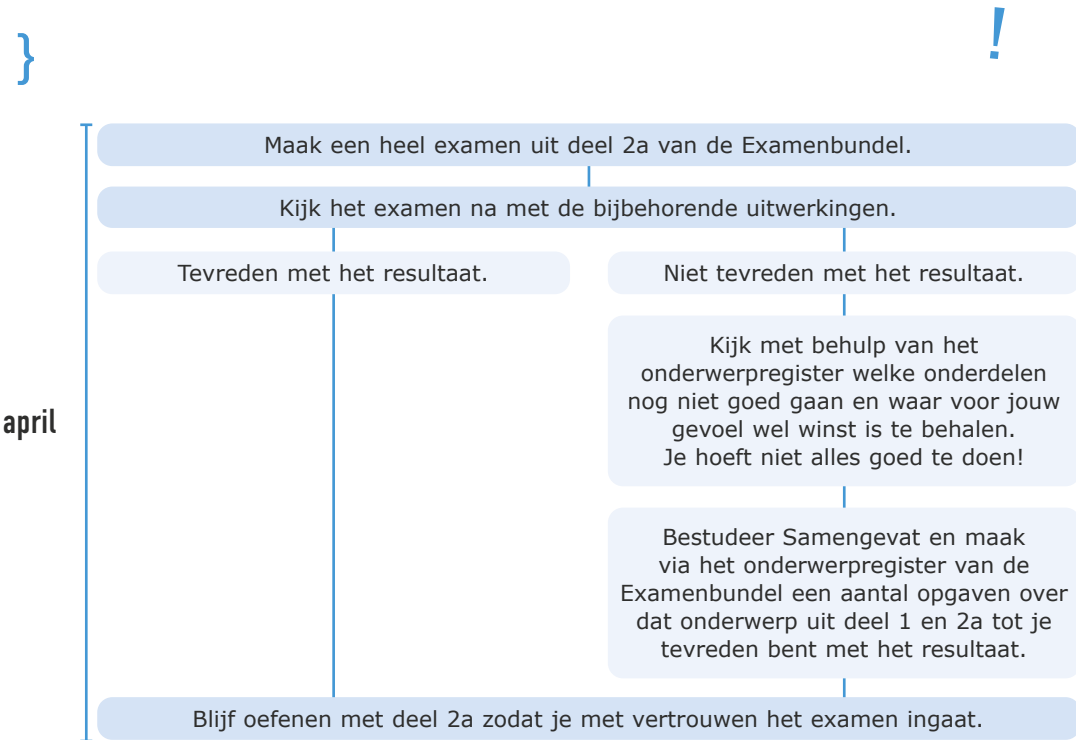 }
!
Maak een heel examen uit deel 2a van de Examenbundel.
Kijk het examen na met de bijbehorende uitwerkingen.
Tevreden met het resultaat.
Niet tevreden met het resultaat.
Kijk met behulp van het
onderwerpregister welke onderdelen
nog niet goed gaan en waar voor jouw
gevoel wel winst is te behalen.
Je hoeft niet alles goed te doen!
april
Bestudeer Samengevat en maak
via het onderwerpregister van de
Examenbundel een aantal opgaven over
dat onderwerp uit deel 1 en 2a tot je
tevreden bent met het resultaat.
Blijf oefenen met deel 2a zodat je met vertrouwen het examen ingaat.